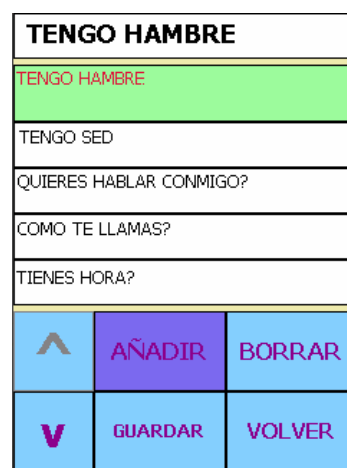 TENGO HAMBRE
TENGO HAMBRE
TENGO SED
QUIERES HABLAR CONMIGO?
COMO TE LLAMAS?
TIENES HORA?
^ AÑADIR BORRAR
v GUARDAR VOLVER